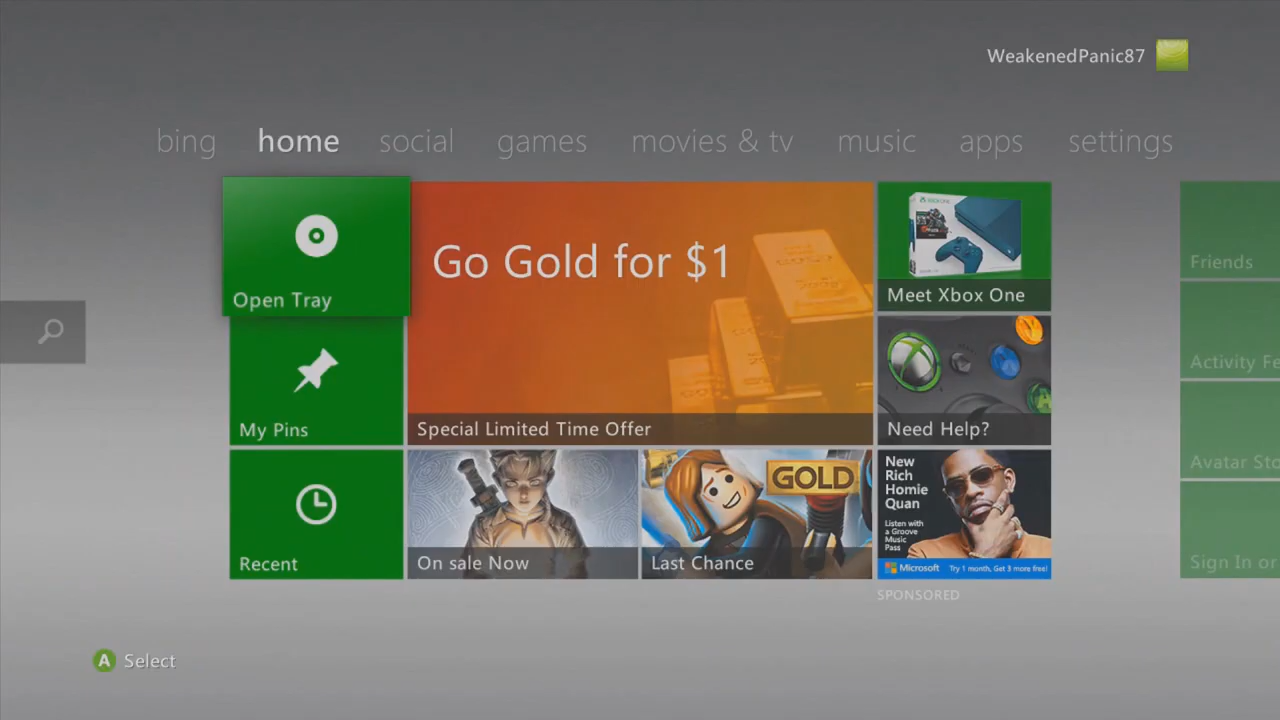 WeakenedPanic87
bing home social games movies & tv music apps settings
Open Tray
My Pins
Recent
Go Gold for $1
Special Limited Time Offer
On sale Now
GOLD
Last Chance
XBOX ONE
Meet Xbox One
Need Help?
New
Rich
Homie
Quan
Listen with
a Groove
Music
Pass
Microsoft Try 1 month, Get 3 more free!
SPONSORED
Friends
Activity Fe
Avatar Sto
Sign In or
A Select